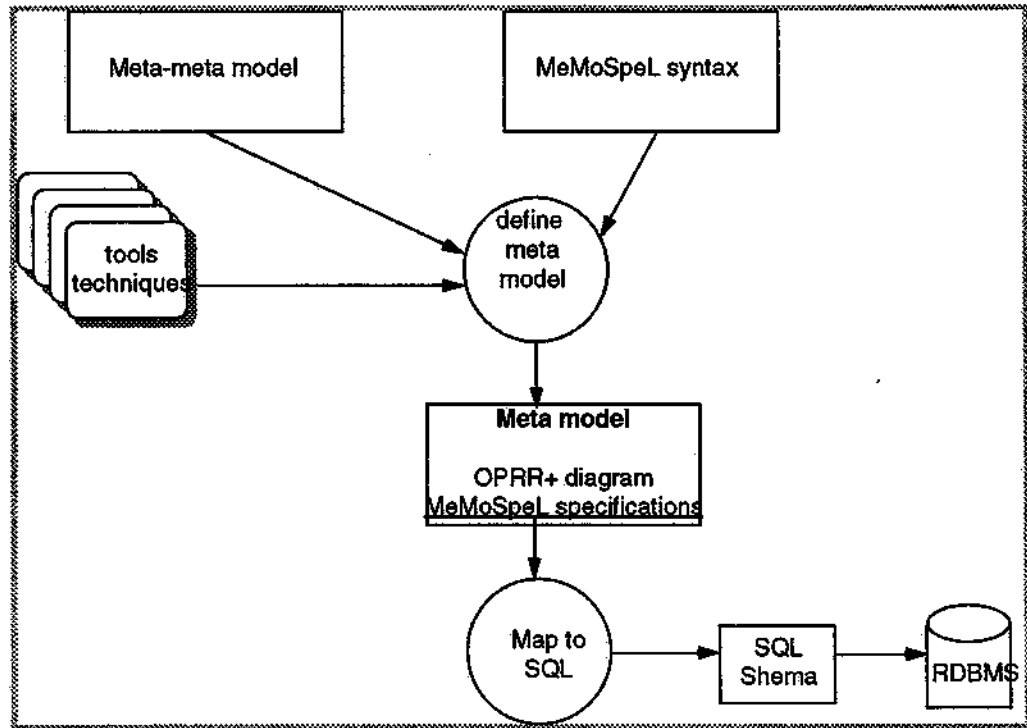 Meta-meta model
MeMoSpeL syntax
tools
techniques
define
meta
model
Meta model
OPRR+ diagram
MeMoSpeL specifications
Map to
SQL
SQL
Shema
RDBMS